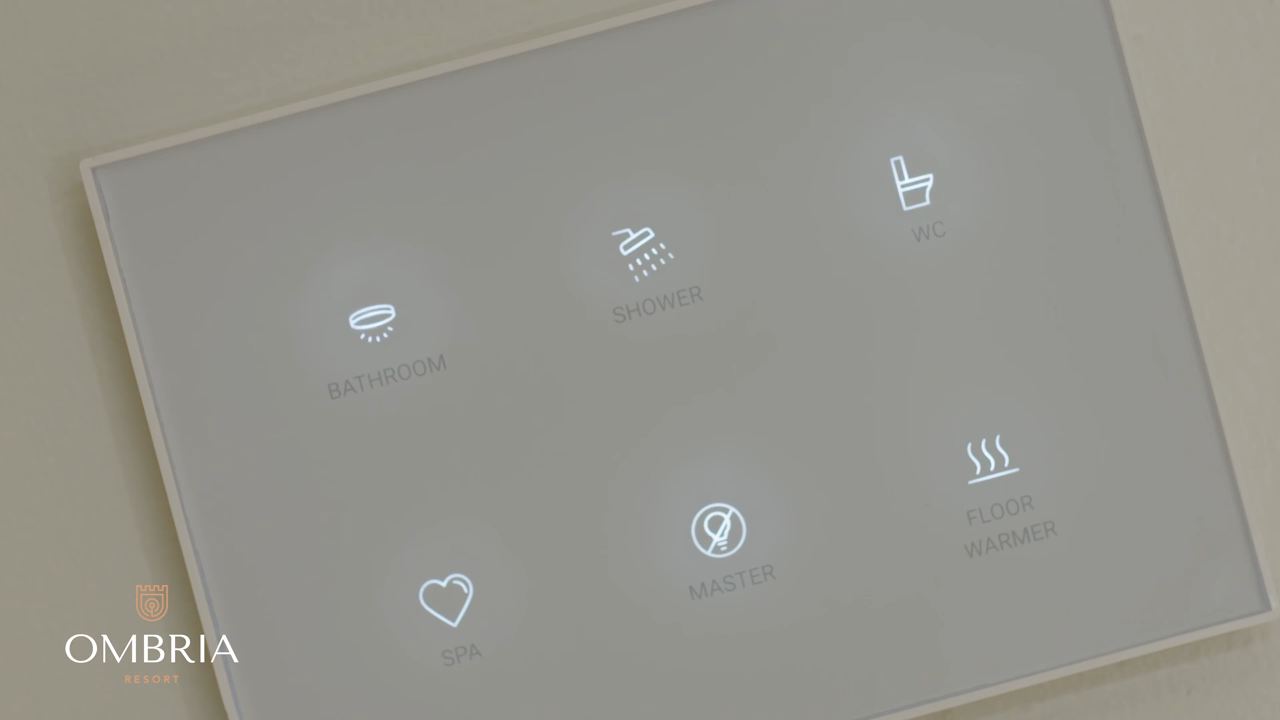 BATHROOM
SHOWER
WC
SPA
MASTER
FLOOR
WARMER
OMBRIA
RESORT